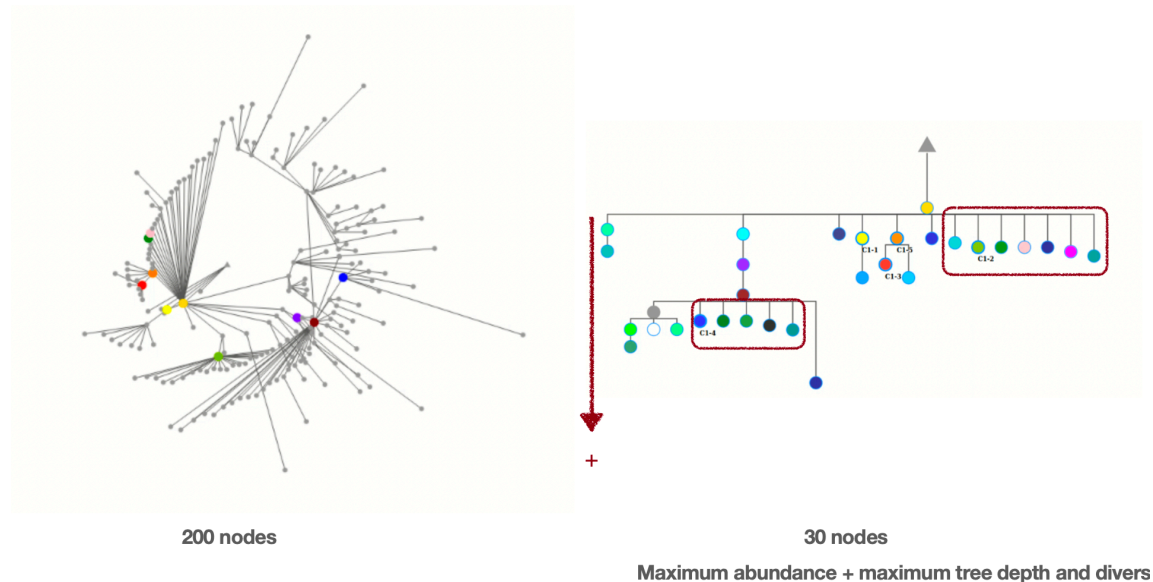 C1-1
C1-5
C1-2
C1-3
C1-4
+
200 nodes
30 nodes
Maximum abundance + maximum tree depth and divers